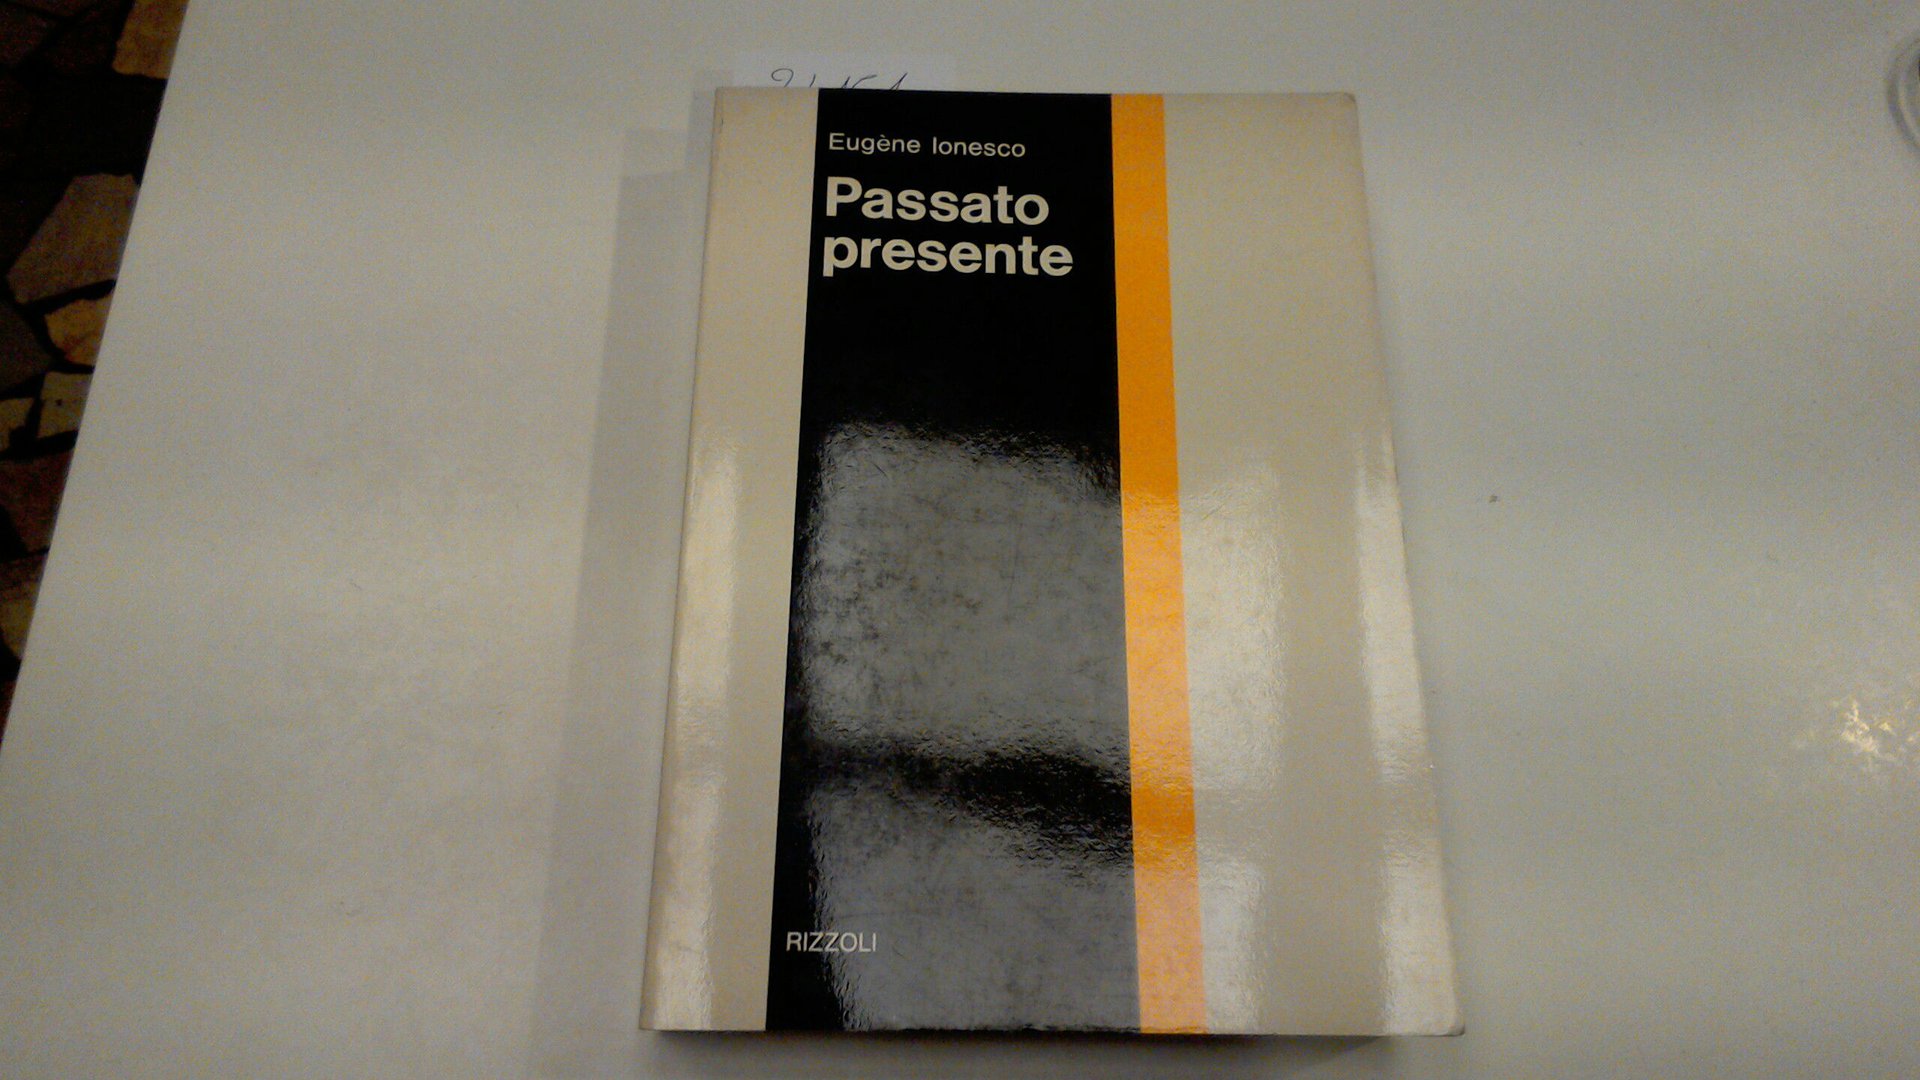 Eugène Ionesco
Passato
presente
RIZZOLI